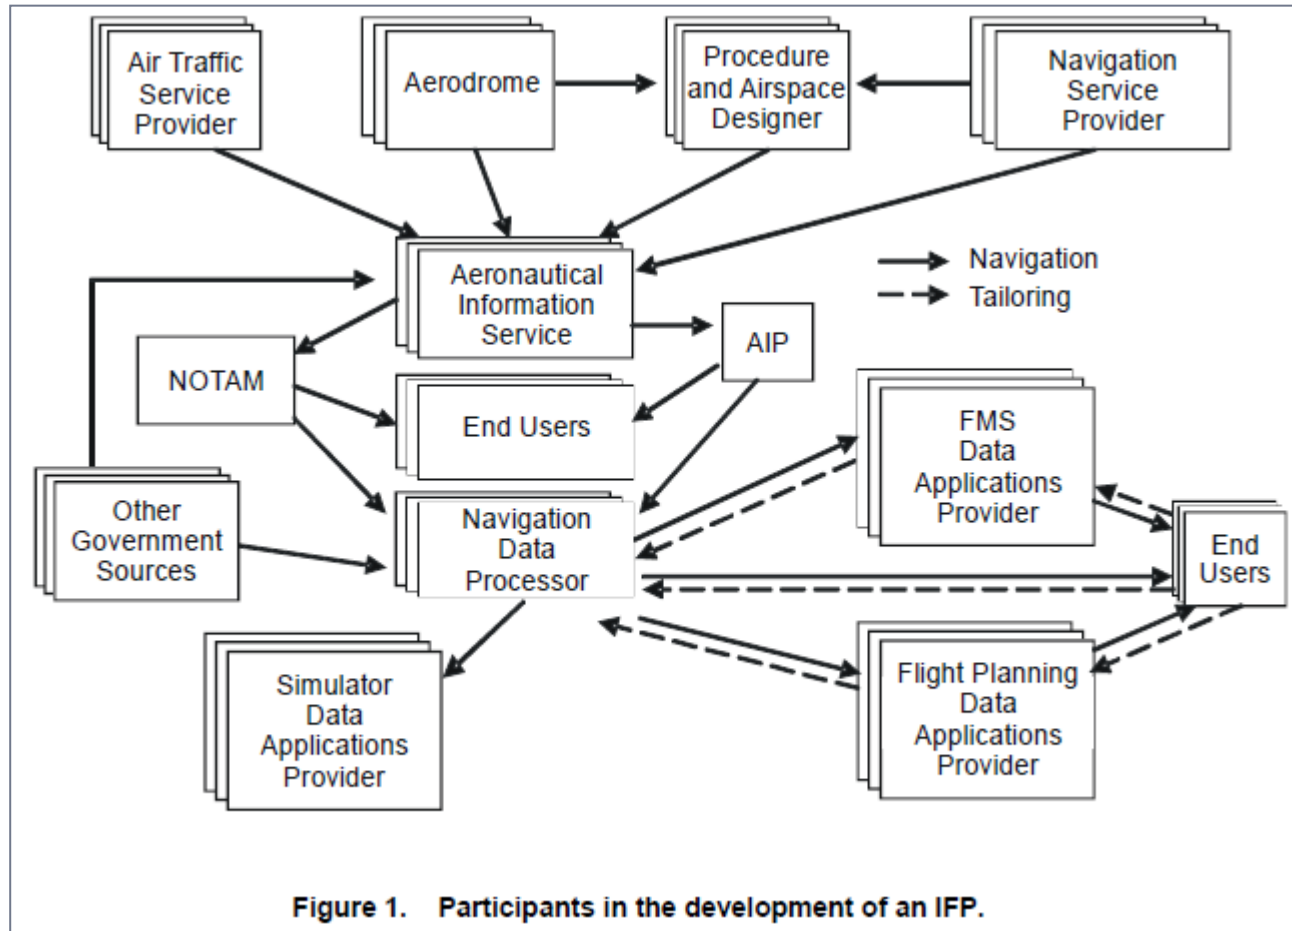 Air Traffic
Service
Provider
Aerodrome
Procedure
and Airspace
Designer
Navigation
Service
Provider
Aeronautical
Information
Service
Navigation
Tailoring
AIP
NOTAM
End Users
FMS
Data
Applications
Provider
Other
Government
Sources
Navigation
Data
Processor
End
Users
Simulator
Data
Applications
Provider
Flight Planning
Data
Applications
Provider
Figure 1. Participants in the development of an IFP.